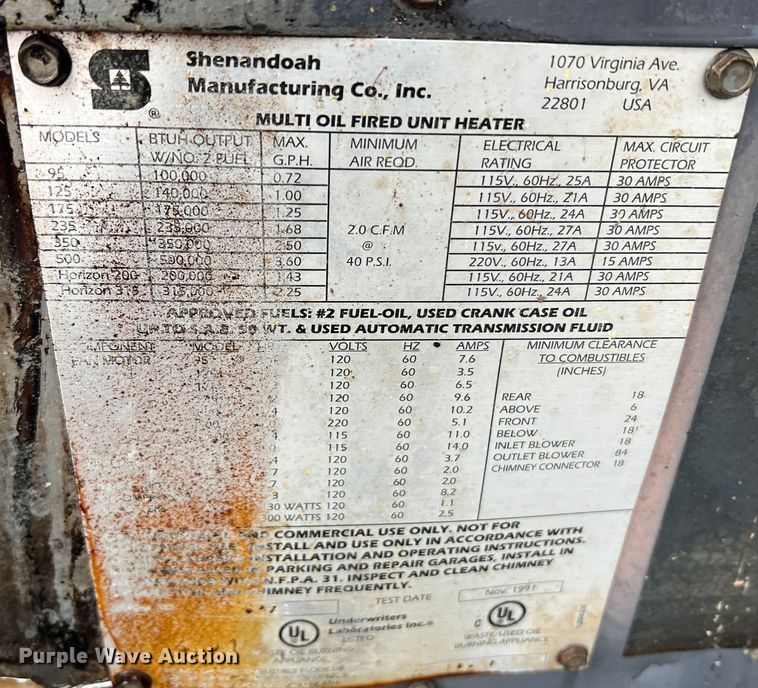 Shenandoah
Manufacturing Co., Inc.
1070 Virginia Ave.
Harrisonburg, VA
22801 USA
®
MULTI OIL FIRED UNIT HEATER
MODELS BTUH OUTPUT W/NO. 2 FUEL MAX. G.P.H. MINIMUM AIR REQD. ELECTRICAL RATING MAX. CIRCUIT PROTECTOR
95 100,000 0.72 115V., 60Hz., 25A 30 AMPS
125 140,000 1.00 115V., 60Hz., 21A 30 AMPS
175 175,000 1.25 115V., 60Hz., 24A 30 AMPS
235 235,000 1.68 2.0 C.F.M 115V., 60Hz., 27A 30 AMPS
350 350,000 .50 @ 115v., 60Hz., 27A 30 AMPS
500 500,000 3.60 40 P.S.I. 220V., 60Hz., 13A 15 AMPS
Horizon 200 200,000 1.43 115V., 60Hz., 21A 30 AMPS
Horizon 315 315,000 2.25 115V., 60Hz., 24A 30 AMPS
APPROVED FUELS: #2 FUEL-OIL, USED CRANK CASE OIL
UP TO S.A.E. 50 WT. & USED AUTOMATIC TRANSMISSION FLUID
MODEL VOLTS HZ AMPS
MOTOR 95 120 60 7.6
120 60 3.5
120 60 6.5
120 60 9.6
120 60 10.2
220 60 5.1
115 60 11.0
115 60 14.0
120 60 3.7
120 60 2.0
120 60 2.0
120 60 8.2
30 WATTS 120 60 1.1
300 WATTS 120 60 2.5
MINIMUM CLEARANCE
TO COMBUSTIBLES
(INCHES)
REAR 18
ABOVE 6
FRONT 24
BELOW 18
INLET BLOWER 18
OUTLET BLOWER 84
CHIMNEY CONNECTOR 18
COMMERCIAL USE ONLY. NOT FOR
INSTALL AND USE ONLY IN ACCORDANCE WITH
INSTALLATION AND OPERATING INSTRUCTIONS.
PARKING AND REPAIR GARAGES, INSTALL IN
N.F.P.A. 31. INSPECT AND CLEAN CHIMNEY
CHIMNEY FREQUENTLY.
TEST DATE Nov. 1991
UL Underwriters
Laboratories Inc.®
LISTED
OIL BURNING
APPLIANCE
C UL
WASTE/USED OIL
BURNING APPLIANCE
Purple Wave Auction